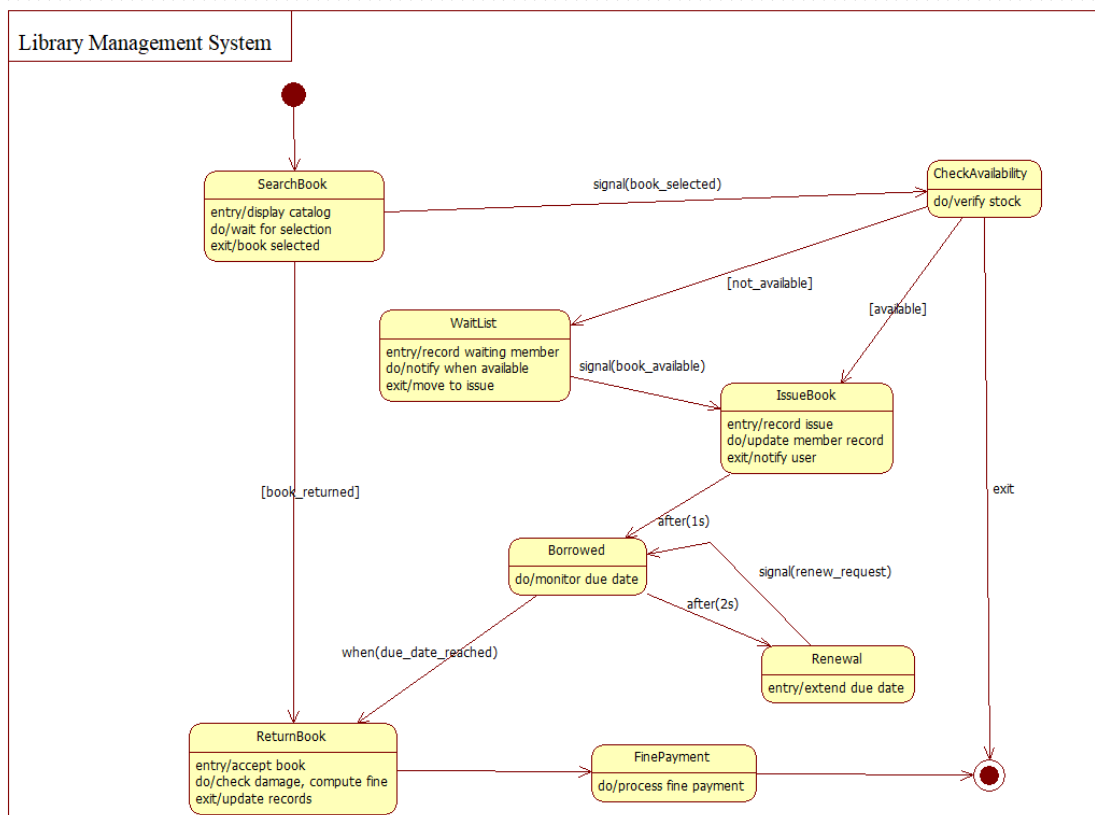 Library Management System
SearchBook
entry/display catalog
do/wait for selection
exit/book selected
signal(book_selected)
CheckAvailability
do/verify stock
[not_available]
[available]
WaitList
entry/record waiting member
do/notify when available
exit/move to issue
signal(book_available)
IssueBook
entry/record issue
do/update member record
exit/notify user
[book_returned]
exit
after(1s)
Borrowed
do/monitor due date
signal(renew_request)
after(2s)
when(due_date_reached)
Renewal
entry/extend due date
ReturnBook
entry/accept book
do/check damage, compute fine
exit/update records
FinePayment
do/process fine payment